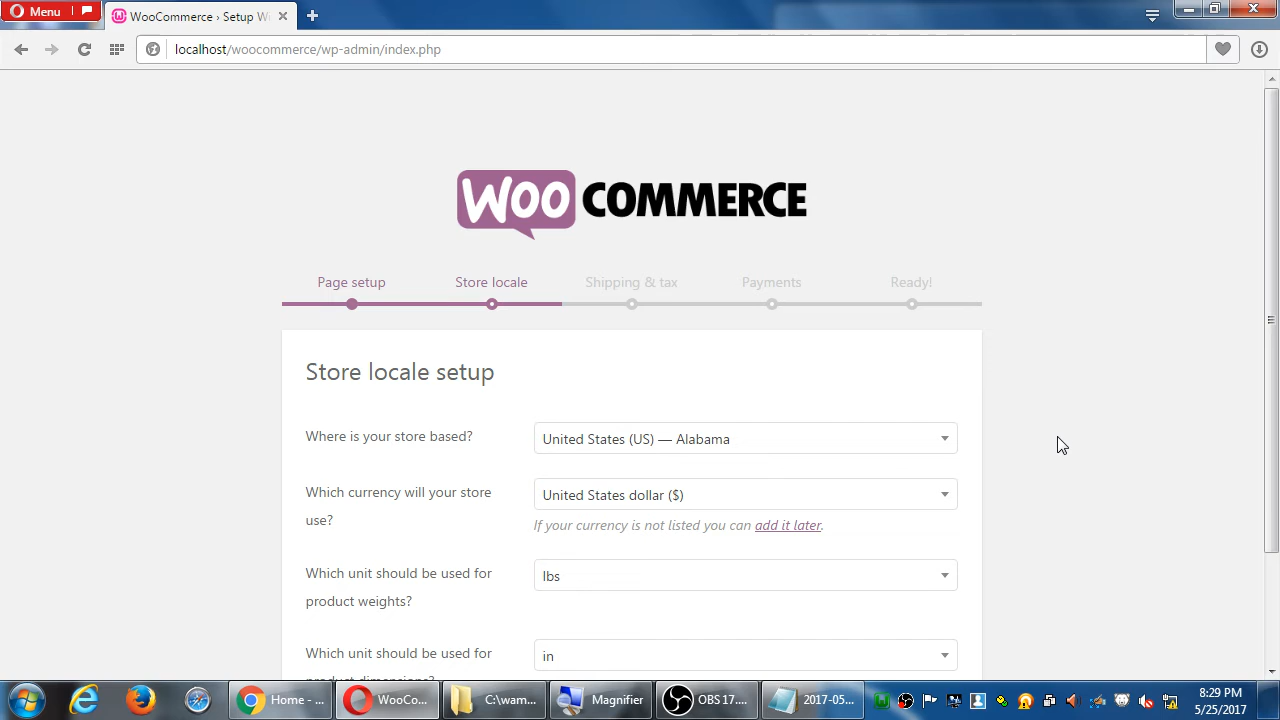 Menu
WooCommerce › Setup Wi
localhost/woocommerce/wp-admin/index.php
WOO COMMERCE
Page setup
Store locale
Shipping & tax
Payments
Ready!
Store locale setup
Where is your store based?
United States (US) — Alabama
Which currency will your store
use?
United States dollar ($)
If your currency is not listed you can add it later.
Which unit should be used for
product weights?
lbs
Which unit should be used for
product dimensions?
in
Home - ...
WooCo...
C:\wam...
Magnifier
OBS 17....
2017-05...
8:29 PM
5/25/2017